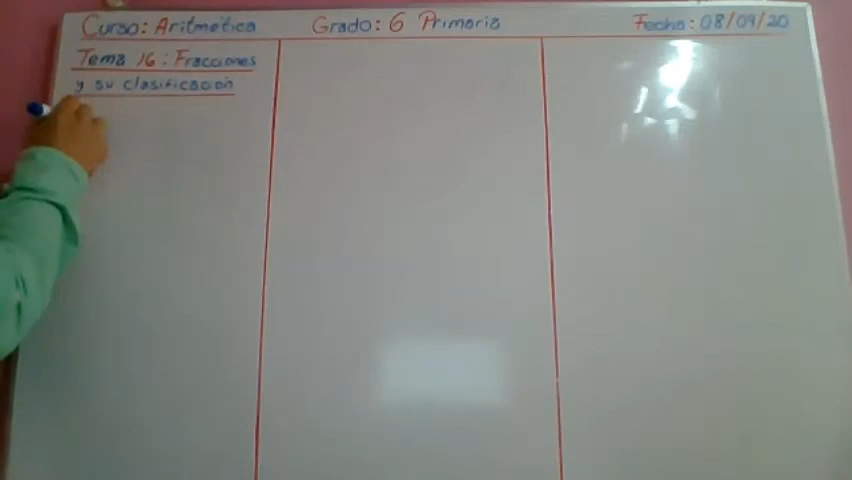 Curso: Aritmética Grado: 6 Primaria Fecha: 08/09/20
Tema 16: Fracciones
y su clasificación